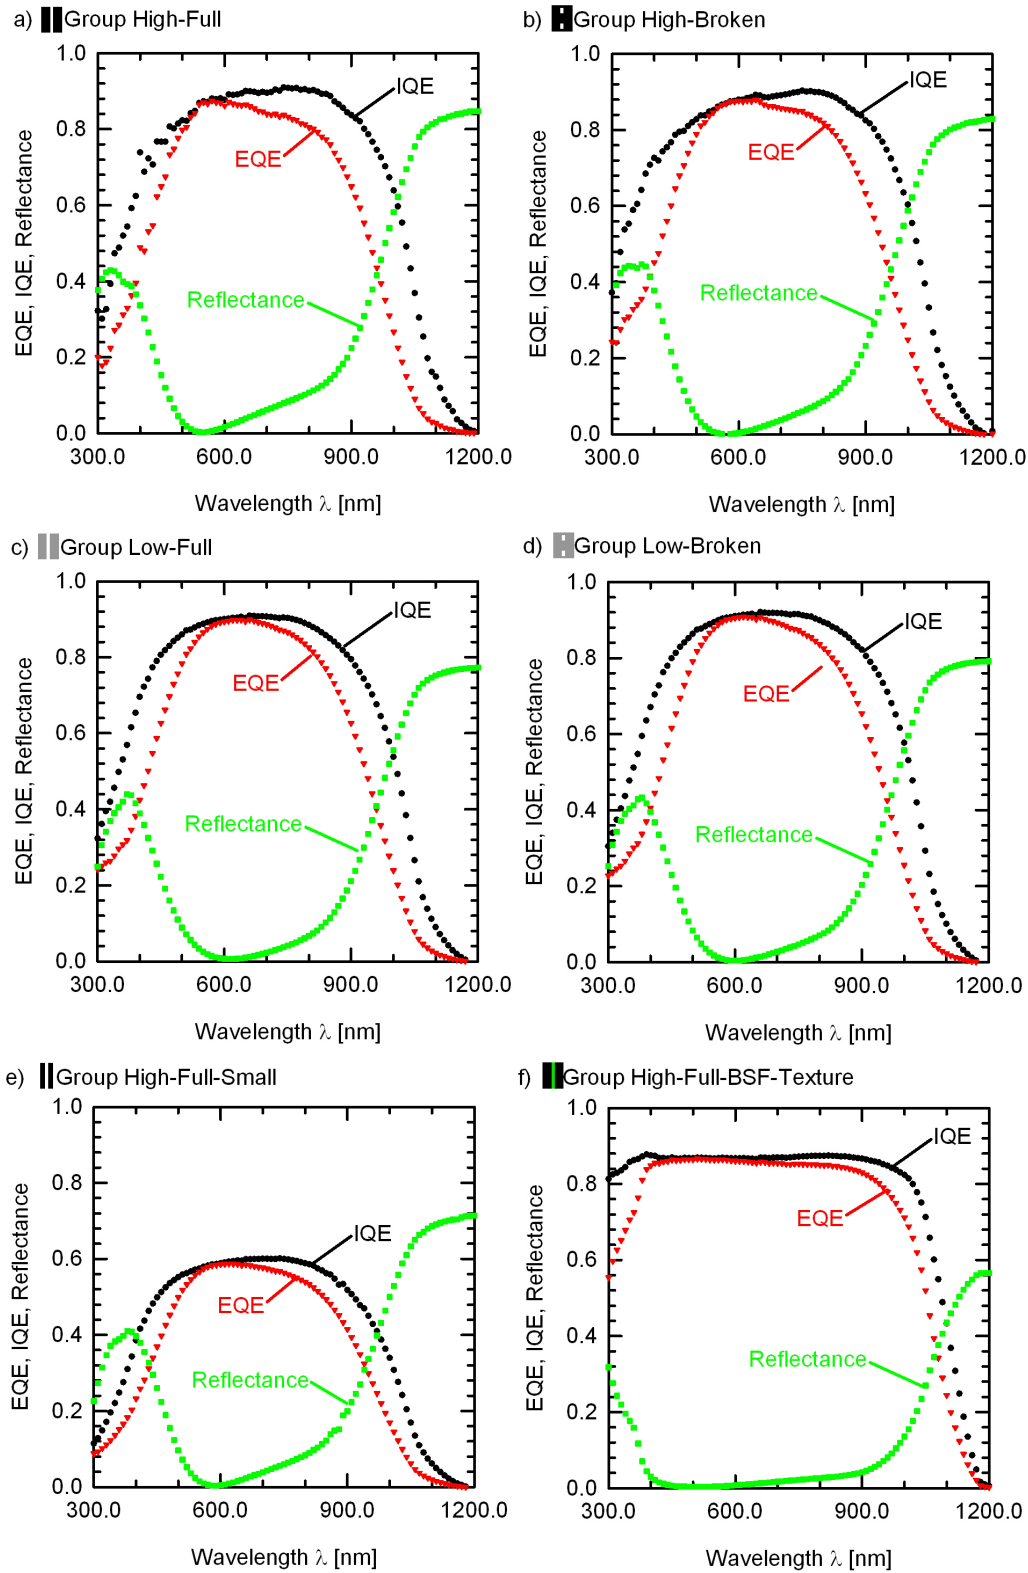 a) Group High-Full
b) Group High-Broken
1.0
0.8
0.6
0.4
0.2
0.0
EQE, IQE, Reflectance
IQE
EQE
Reflectance
300.0 600.0 900.0 1200.0
Wavelength λ [nm]
1.0
0.8
0.6
0.4
0.2
0.0
EQE, IQE, Reflectance
IQE
EQE
Reflectance
300.0 600.0 900.0 1200.0
Wavelength λ [nm]
c) Group Low-Full
d) Group Low-Broken
1.0
0.8
0.6
0.4
0.2
0.0
EQE, IQE, Reflectance
IQE
EQE
Reflectance
300.0 600.0 900.0 1200.0
Wavelength λ [nm]
1.0
0.8
0.6
0.4
0.2
0.0
EQE, IQE, Reflectance
IQE
EQE
Reflectance
300.0 600.0 900.0 1200.0
Wavelength λ [nm]
e) Group High-Full-Small
f) Group High-Full-BSF-Texture
1.0
0.8
0.6
0.4
0.2
0.0
EQE, IQE, Reflectance
IQE
EQE
Reflectance
300.0 600.0 900.0 1200.0
Wavelength λ [nm]
1.0
0.8
0.6
0.4
0.2
0.0
EQE, IQE, Reflectance
IQE
EQE
Reflectance
300.0 600.0 900.0 1200.0
Wavelength λ [nm]